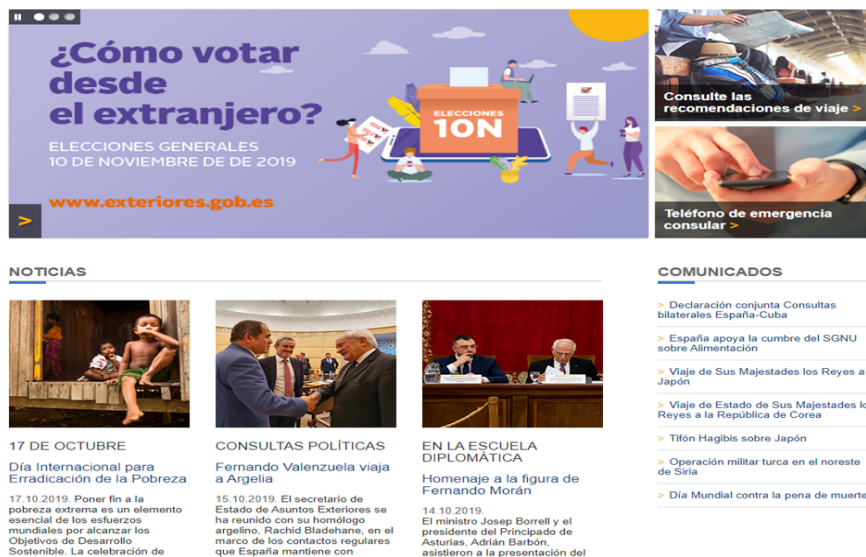 ¿Cómo votar
desde
el extranjero?
ELECCIONES GENERALES
10 DE NOVIEMBRE DE DE 2019
www.exteriores.gob.es
>
ELECCIONES
10N
Consulte las
recomendaciones de viaje >
Teléfono de emergencia
consular >
NOTICIAS
17 DE OCTUBRE
Día Internacional para
Erradicación de la Pobreza
17.10.2019. Poner fin a la
pobreza extrema es un elemento
esencial de los esfuerzos
mundiales por alcanzar los
Objetivos de Desarrollo
Sostenible. La celebración de
CONSULTAS POLÍTICAS
Fernando Valenzuela viaja
a Argelia
15.10.2019. El secretario de
Estado de Asuntos Exteriores se
ha reunido con su homólogo
argelino, Rachid Bladehane, en el
marco de los contactos regulares
que España mantiene con
EN LA ESCUELA
DIPLOMÁTICA
Homenaje a la figura de
Fernando Morán
14.10.2019.
El ministro Josep Borrell y el
presidente del Principado de
Asturias, Adrián Barbón,
asistieron a la presentación del
COMUNICADOS
> Declaración conjunta Consultas
bilaterales España-Cuba
> España apoya la cumbre del SGNU
sobre Alimentación
> Viaje de Sus Majestades los Reyes a
Japón
> Viaje de Estado de Sus Majestades lo
Reyes a la República de Corea
> Tifón Hagibis sobre Japón
> Operación militar turca en el noreste
de Siria
> Día Mundial contra la pena de muerte